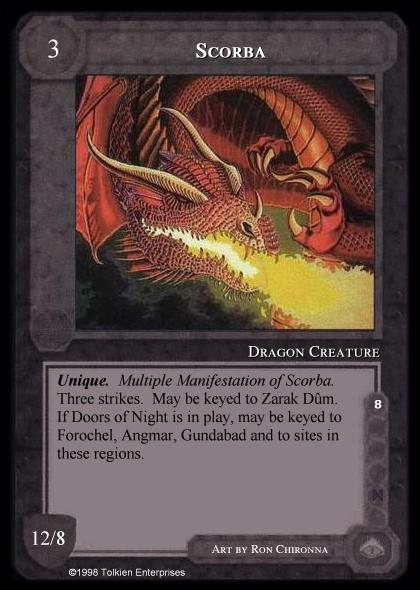 3
Scorba
Dragon Creature
Unique. Multiple Manifestation of Scorba.
Three strikes. May be keyed to Zarak Dûm.
If Doors of Night is in play, may be keyed to
Forochel, Angmar, Gundabad and to sites in
these regions.
8
N
12/8
Art by Ron Chironna
©1998 Tolkien Enterprises